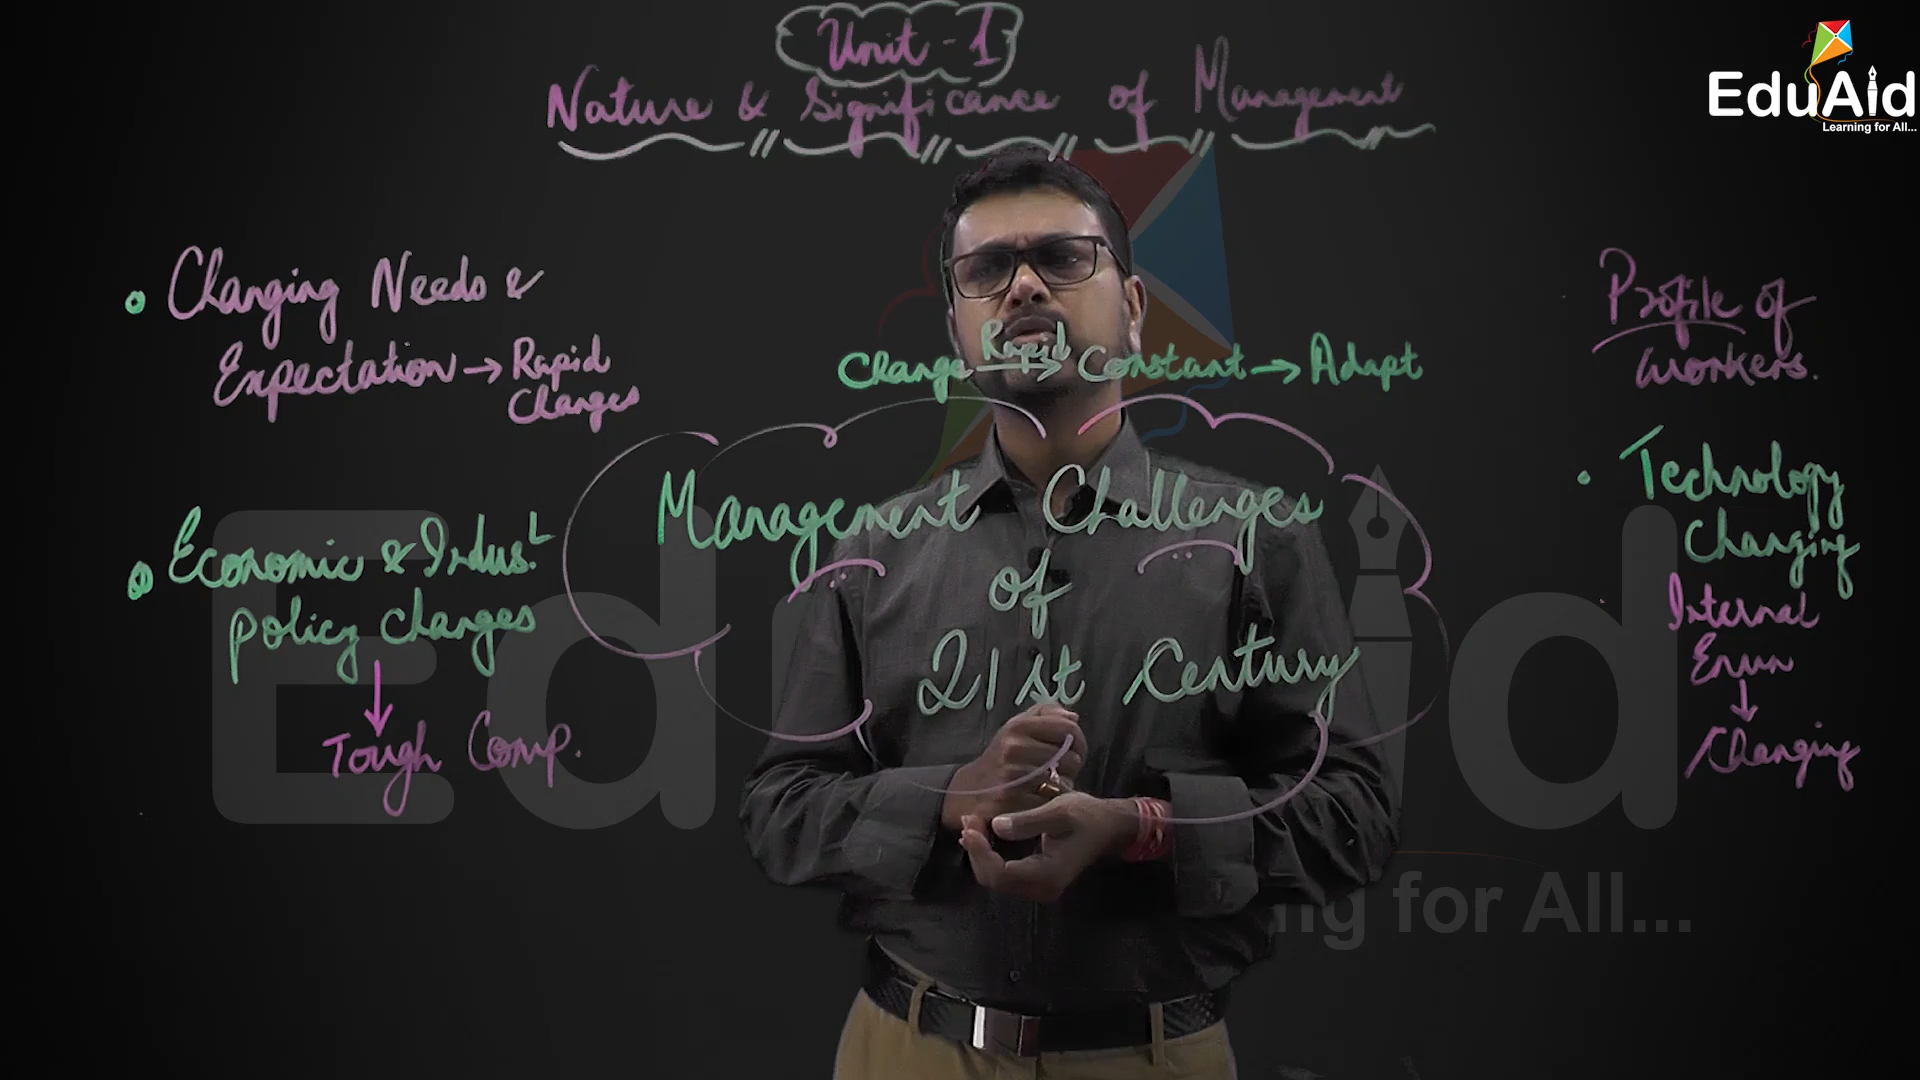 Unit - 1
Nature & Significance of Management
EduAid
Learning for All...
Changing Needs &
Expectation → Rapid
Changes
Economic & Indus.L
policy changes
↓
Tough Comp.
Rapid
Change → Constant → Adapt
Management Challenges
of
21st Century
Profile of
workers.
Technology
Changing
Internal
↓
Changing
Ed id
ng for All...